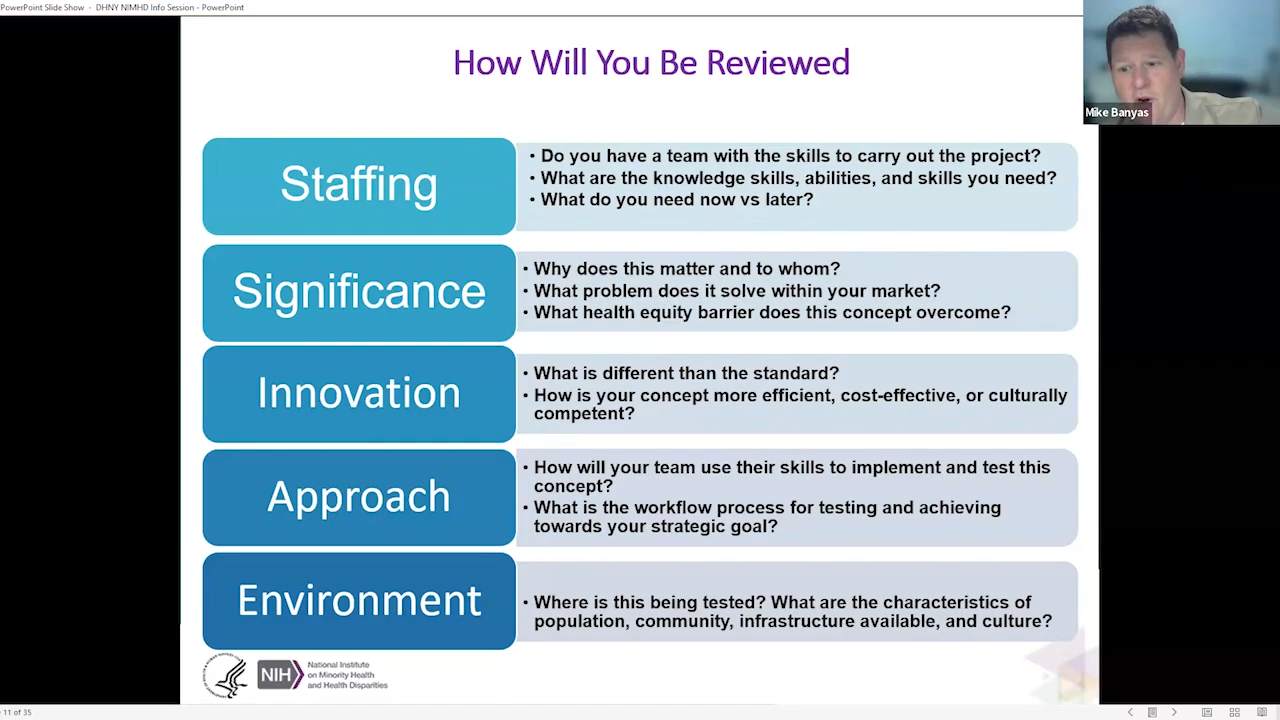 PowerPoint Slide Show - DHNY NIMHD Info Session - PowerPoint
How Will You Be Reviewed
Mike Banyas
Staffing
• Do you have a team with the skills to carry out the project?
• What are the knowledge skills, abilities, and skills you need?
• What do you need now vs later?
Significance
• Why does this matter and to whom?
• What problem does it solve within your market?
• What health equity barrier does this concept overcome?
Innovation
• What is different than the standard?
• How is your concept more efficient, cost-effective, or culturally
competent?
Approach
• How will your team use their skills to implement and test this
concept?
• What is the workflow process for testing and achieving
towards your strategic goal?
Environment
• Where is this being tested? What are the characteristics of
population, community, infrastructure available, and culture?
NIH
National Institute
on Minority Health
and Health Disparities
11 of 35